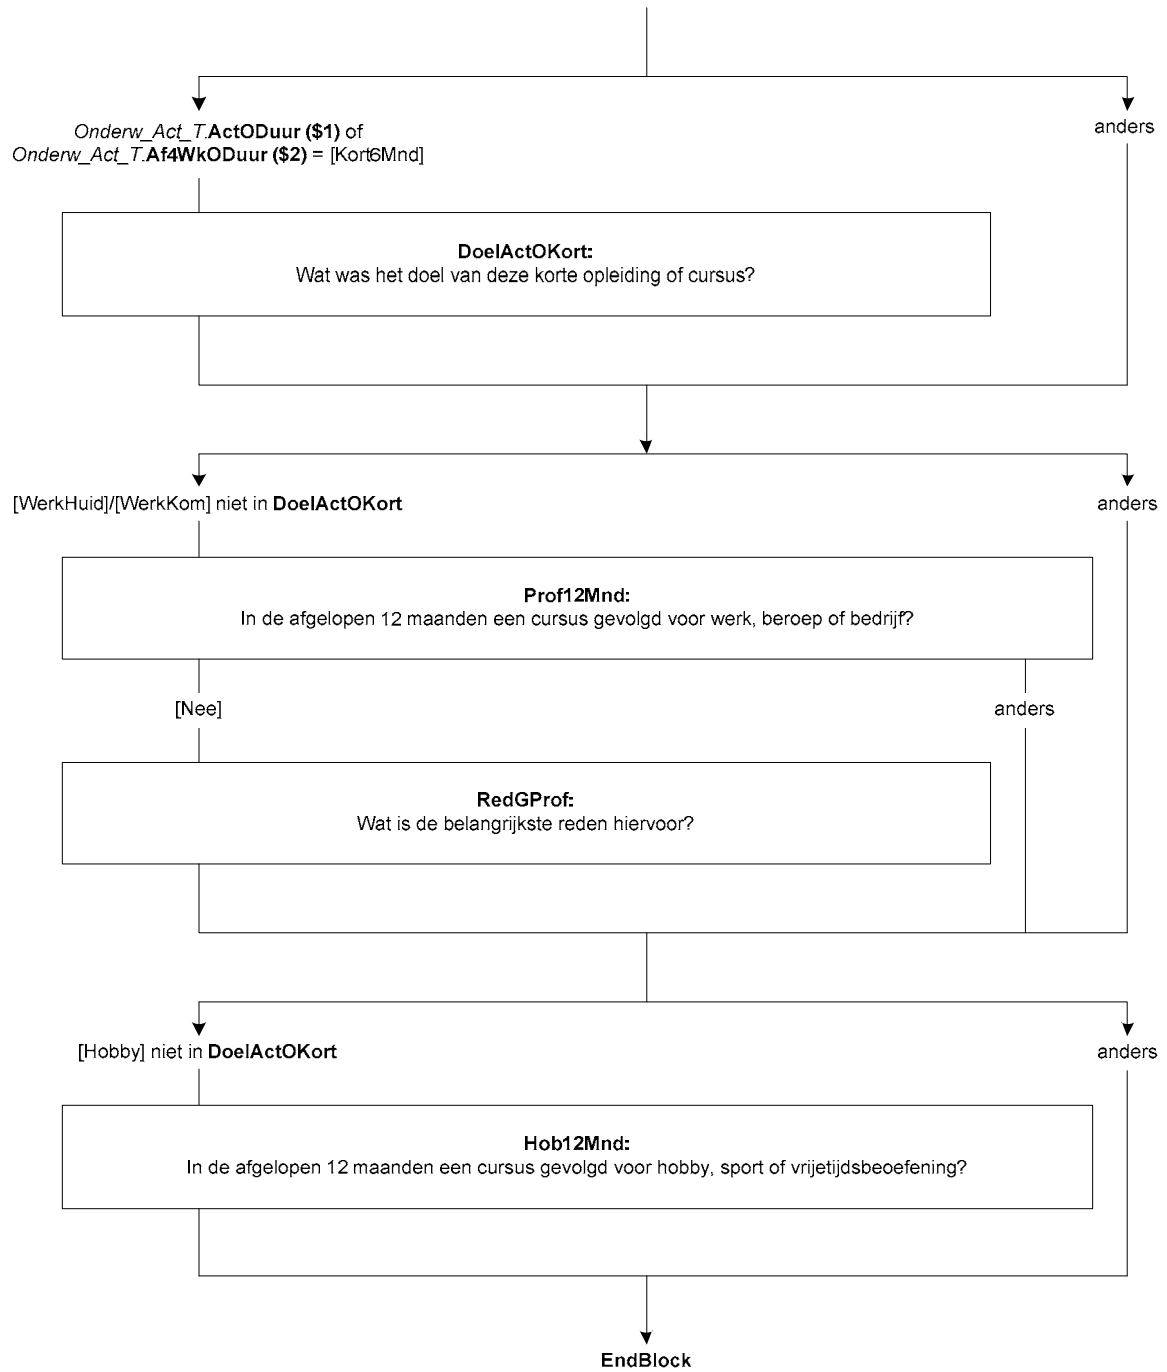 Onderw_Act_T.ActODuur ($1) of
anders
Onderw_Act_T.Af4WkODuur ($2) = [Kort6Mnd]
DoelActOKort:
Wat was het doel van deze korte opleiding of cursus?
[WerkHuid]/[WerkKom] niet in DoelActOKort
anders
Prof12Mnd:
In de afgelopen 12 maanden een cursus gevolgd voor werk, beroep of bedrijf?
[Nee]
anders
RedGProf:
Wat is de belangrijkste reden hiervoor?
[Hobby] niet in DoelActOKort
anders
Hob12Mnd:
In de afgelopen 12 maanden een cursus gevolgd voor hobby, sport of vrijetijdsbeoefening?
EndBlock